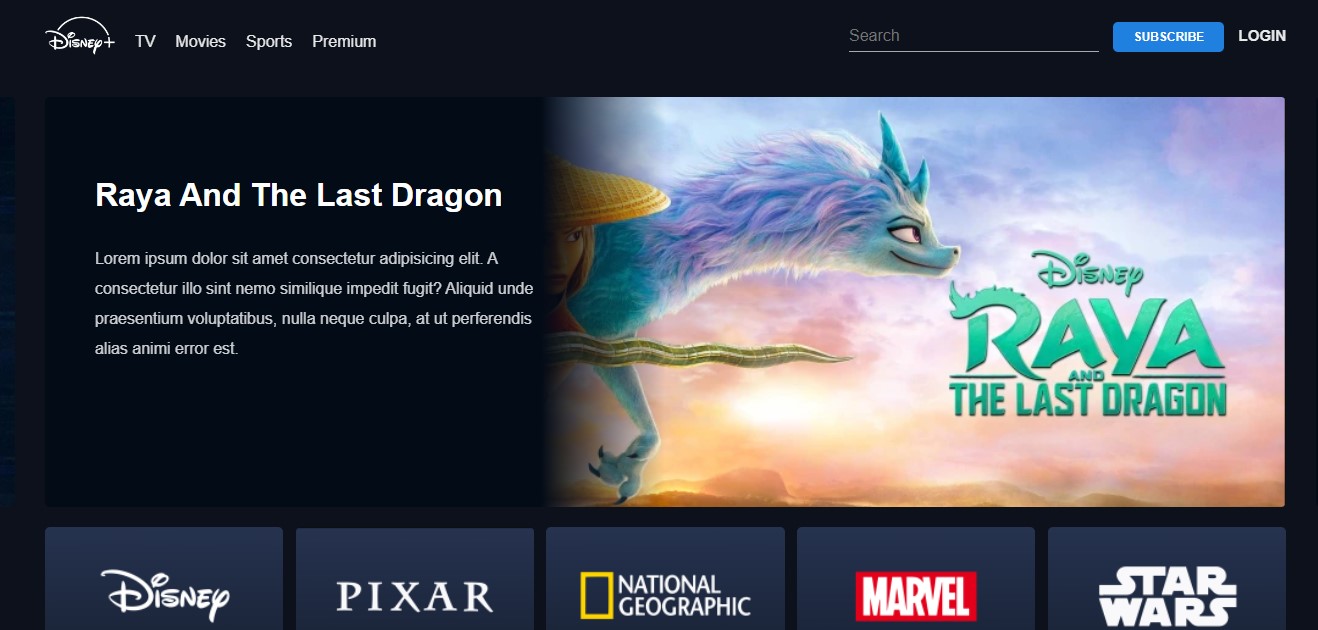 Disney+ TV Movies Sports Premium Search SUBSCRIBE LOGIN
Raya And The Last Dragon
Lorem ipsum dolor sit amet consectetur adipisicing elit. A
consectetur illo sint nemo similique impedit fugit? Aliquid unde
praesentium voluptatibus, nulla neque culpa, at ut perferendis
alias animi error est.
Disney
RAYA
AND
THE LAST DRAGON
Disney
PIXAR
NATIONAL
GEOGRAPHIC
MARVEL
STAR
WARS